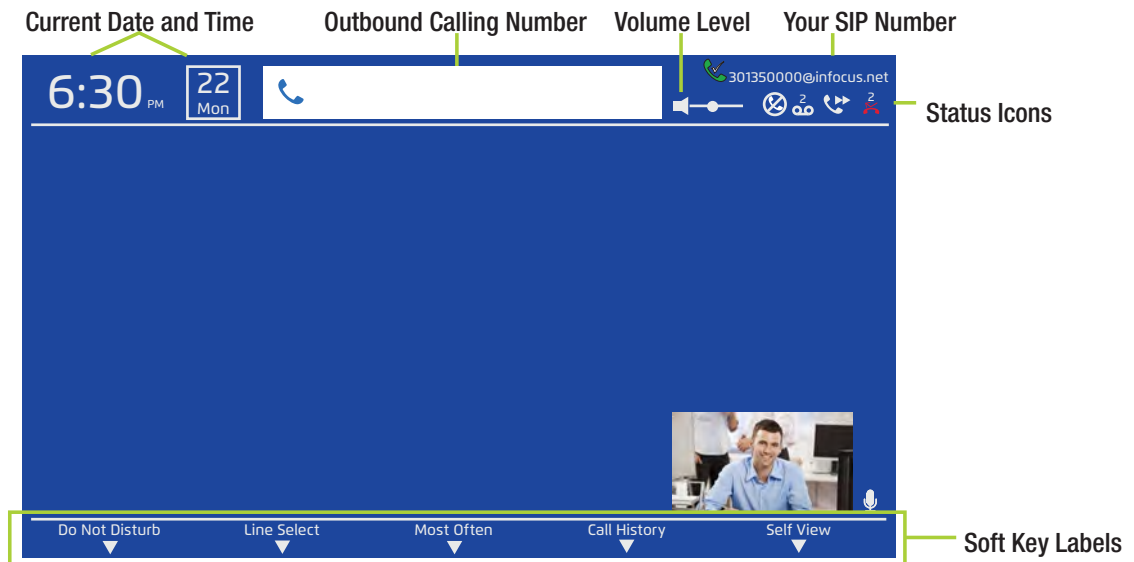 Current Date and Time Outbound Calling Number Volume Level Your SIP Number
6:30 PM
22
Mon
301350000@infocus.net
2
2
Status Icons
Do Not Disturb Line Select Most Often Call History Self View
Soft Key Labels